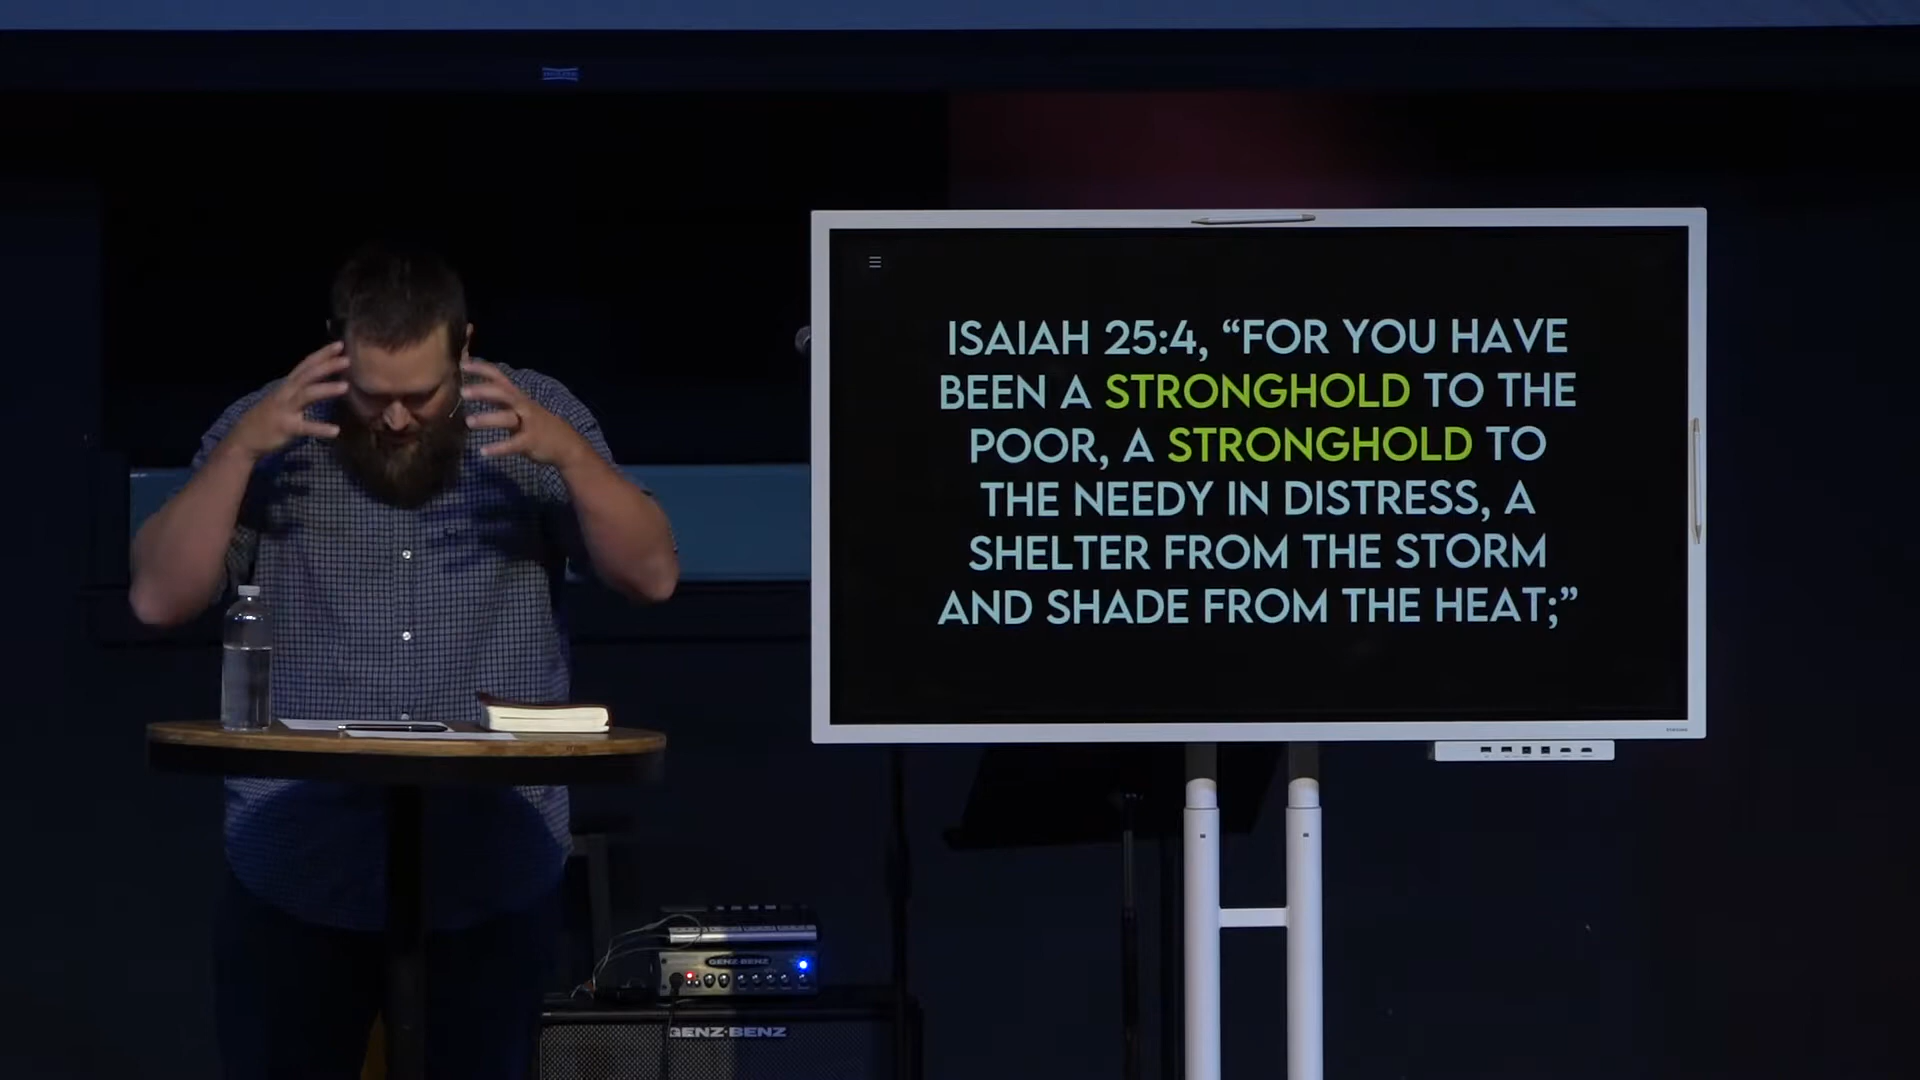 ISAIAH 25:4, “FOR YOU HAVE
BEEN A STRONGHOLD TO THE
POOR, A STRONGHOLD TO
THE NEEDY IN DISTRESS, A
SHELTER FROM THE STORM
AND SHADE FROM THE HEAT;”
GENZ-BENZ
GENZ·BENZ